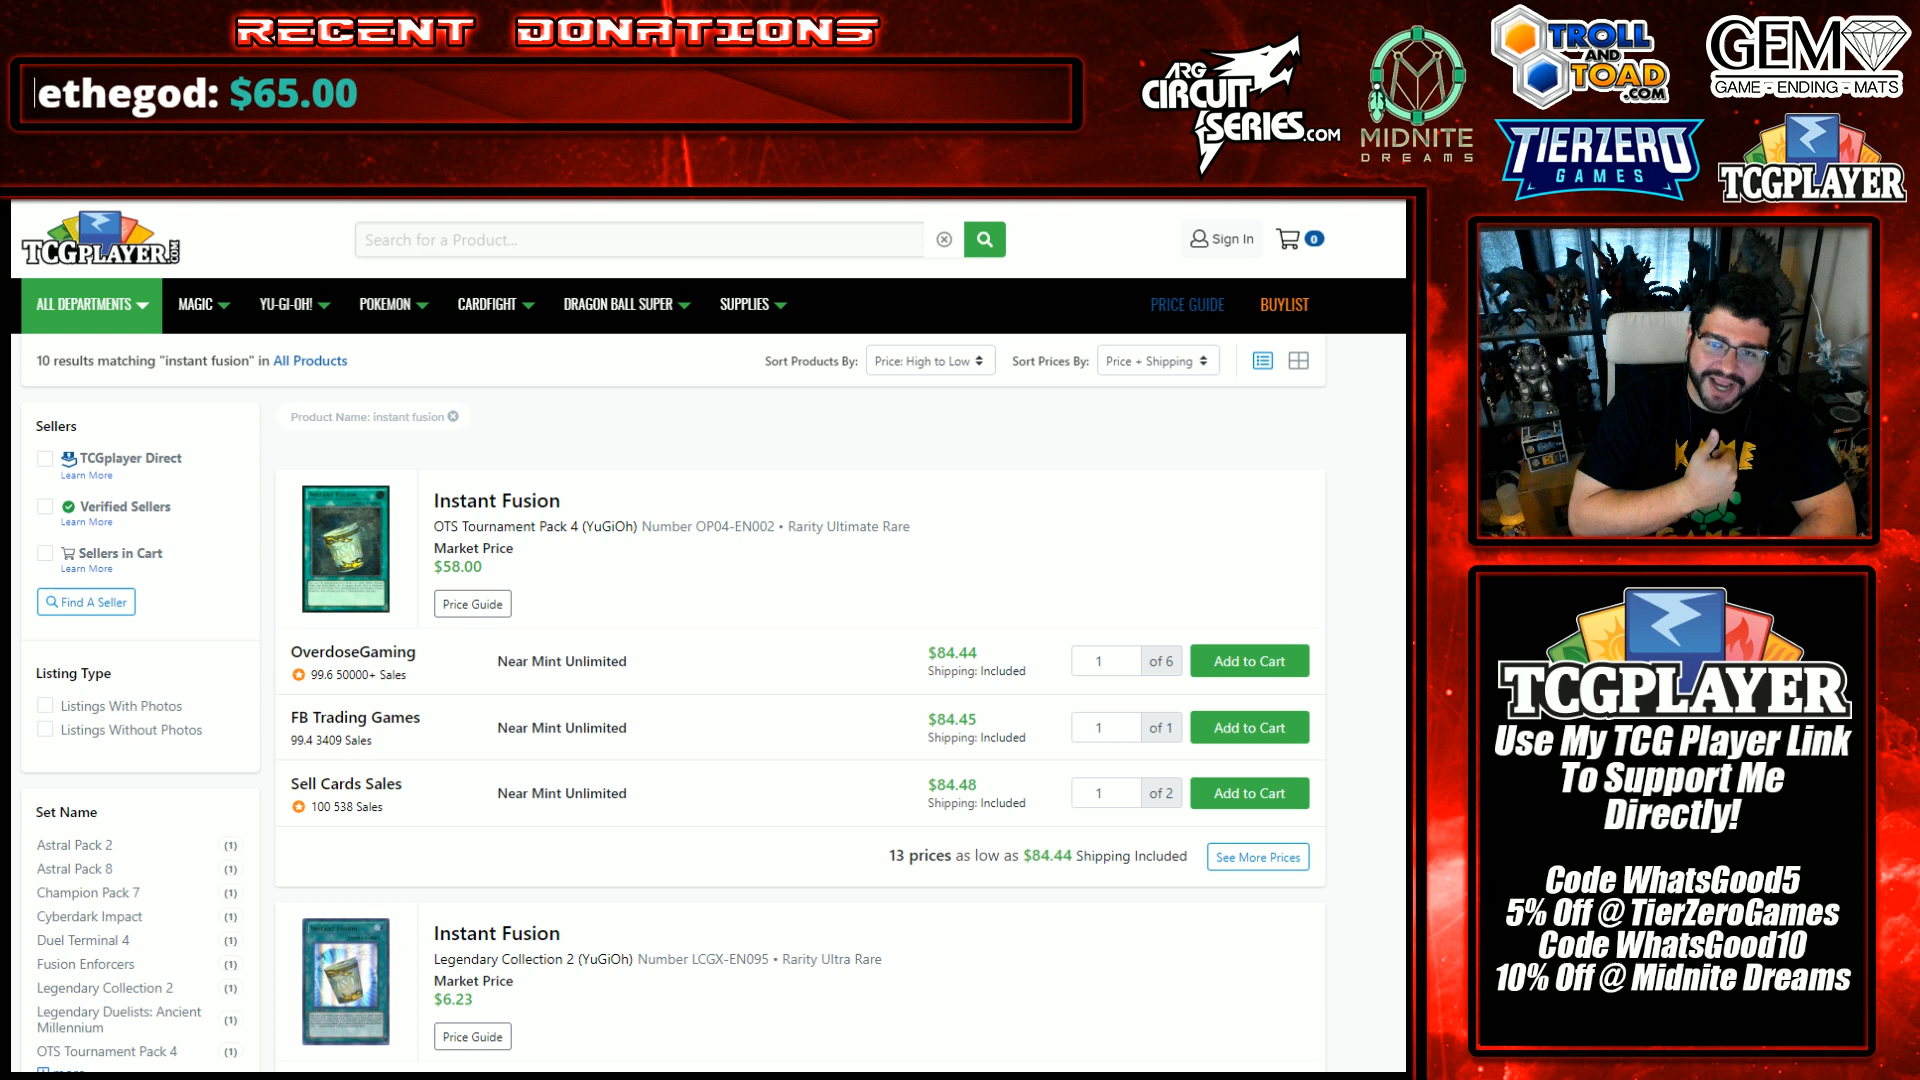 RECENT DONATIONS
ethegod: $65.00
ARG
CIRCUIT
SERIES.COM
MIDNITE
DREAMS
TROLL
AND
TOAD
.COM
GEM
GAME - ENDING - MATS
TIERZERO
GAMES
TCGPLAYER
TCGPLAYER.COM
Search for a Product...
Sign In
0
ALL DEPARTMENTS
MAGIC
YU-GI-OH!
POKEMON
CARDFIGHT
DRAGON BALL SUPER
SUPPLIES
PRICE GUIDE
BUYLIST
10 results matching "instant fusion" in All Products
Sort Products By:
Price: High to Low
Sort Prices By:
Price + Shipping
Sellers
TCGplayer Direct
Learn More
Verified Sellers
Learn More
Sellers in Cart
Learn More
Find A Seller
Listing Type
Listings With Photos
Listings Without Photos
Set Name
Astral Pack 2 (1)
Astral Pack 8 (1)
Champion Pack 7 (1)
Cyberdark Impact (1)
Duel Terminal 4 (1)
Fusion Enforcers (1)
Legendary Collection 2 (1)
Legendary Duelists: Ancient
Millennium (1)
OTS Tournament Pack 4 (1)
Product Name: instant fusion
Instant Fusion
OTS Tournament Pack 4 (YuGiOh) Number OP04-EN002 • Rarity Ultimate Rare
Market Price
$58.00
Price Guide
OverdoseGaming
99.6 50000+ Sales
Near Mint Unlimited
$84.44
Shipping: Included
1 of 6
Add to Cart
FB Trading Games
99.4 3409 Sales
Near Mint Unlimited
$84.45
Shipping: Included
1 of 1
Add to Cart
Sell Cards Sales
100 538 Sales
Near Mint Unlimited
$84.48
Shipping: Included
1 of 2
Add to Cart
13 prices as low as $84.44 Shipping Included
See More Prices
Instant Fusion
Legendary Collection 2 (YuGiOh) Number LCGX-EN095 • Rarity Ultra Rare
Market Price
$6.23
Price Guide
TCGPLAYER
Use My TCG Player Link
To Support Me
Directly!
Code WhatsGood5
5% Off @ TierZeroGames
Code WhatsGood10
10% Off @ Midnite Dreams